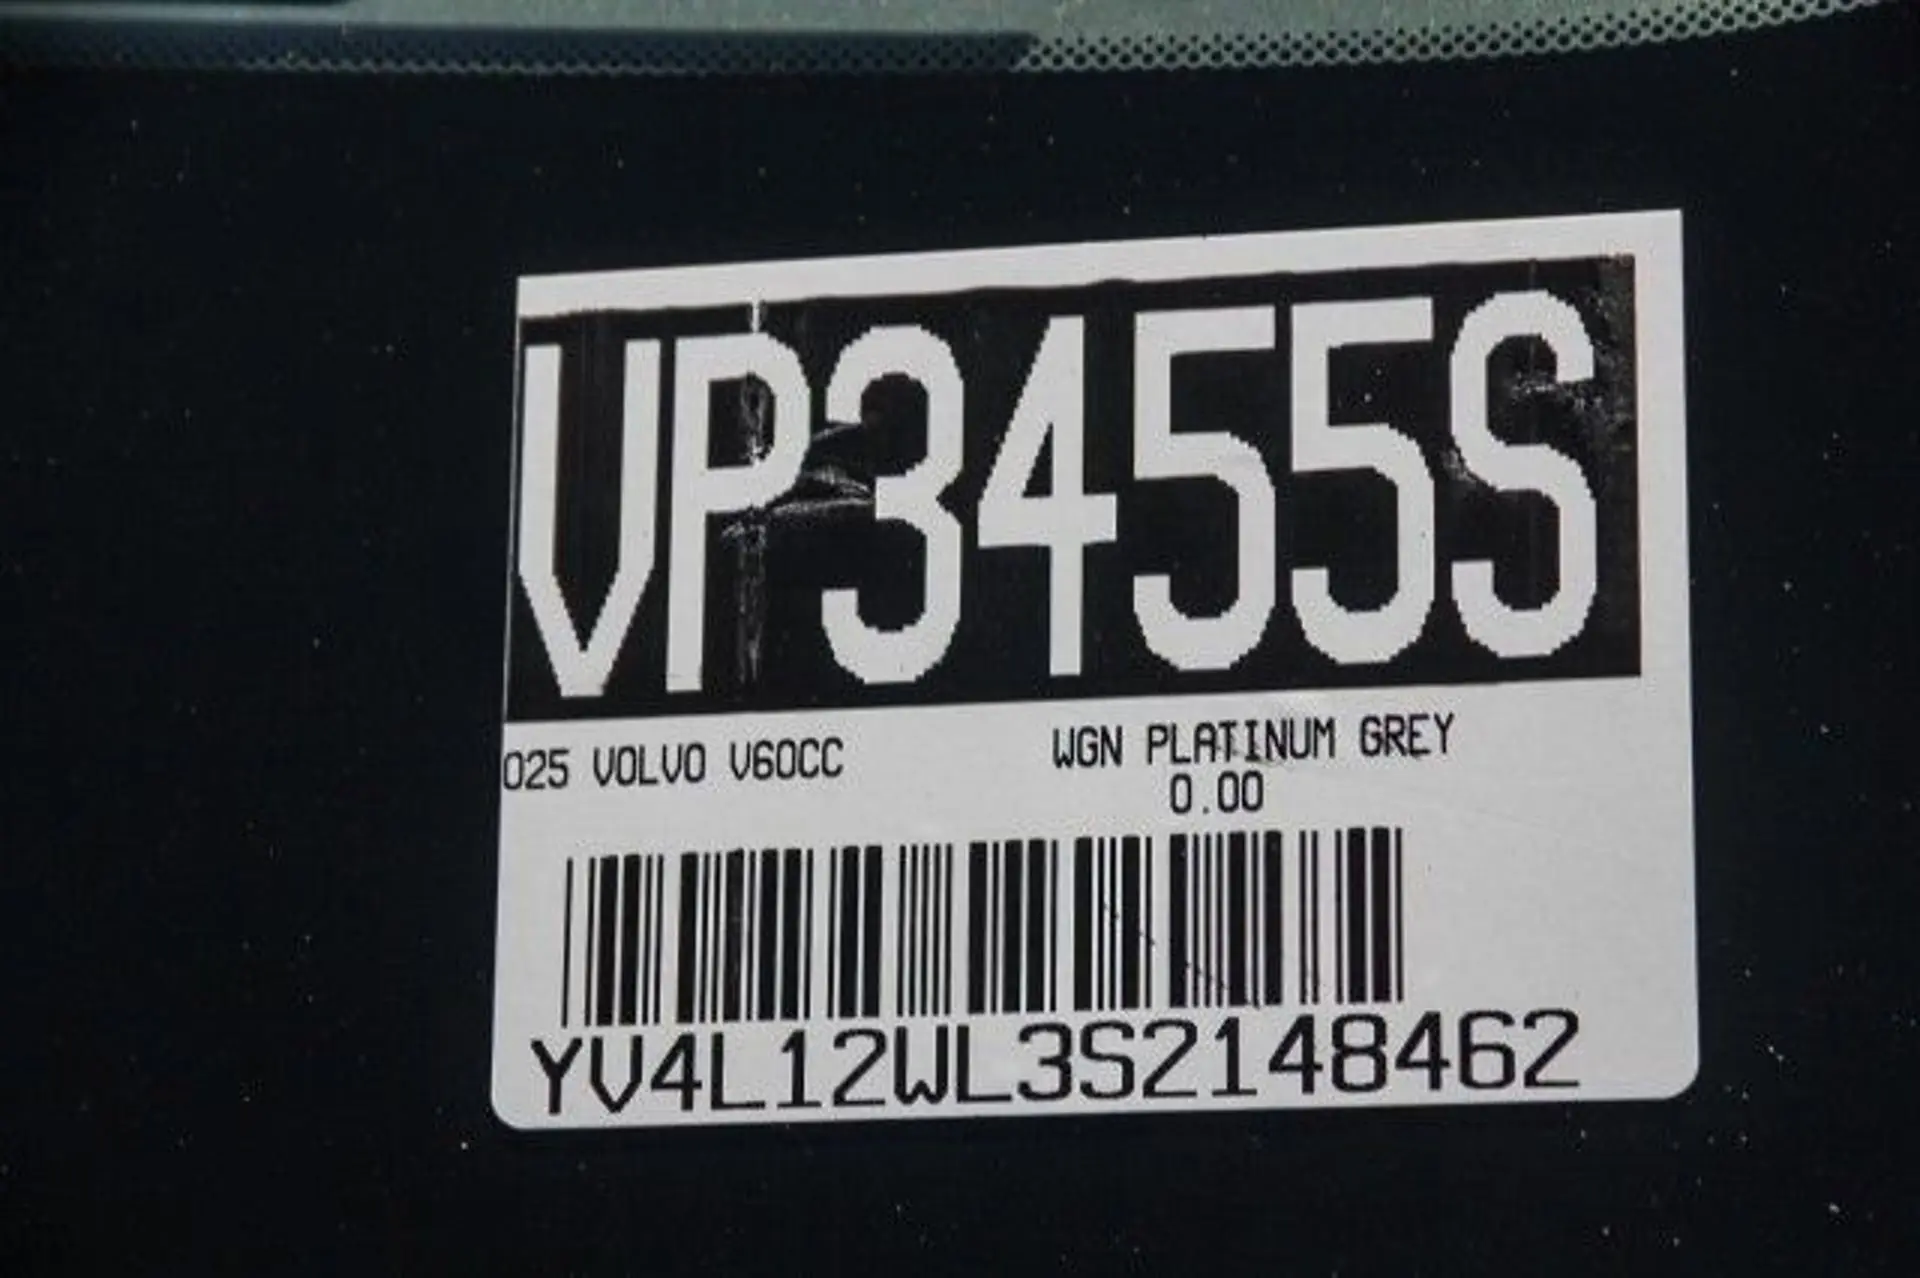 VP3455S
025 VOLVO V60CC WGN PLATINUM GREY
0.00
YV4L12WL3S2148462